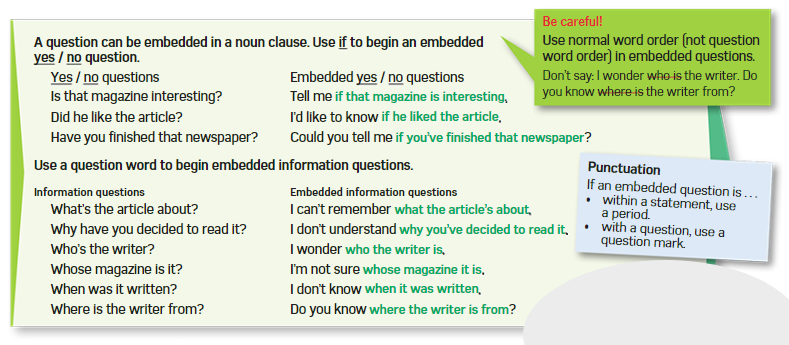 A question can be embedded in a noun clause. Use if to begin an embedded
yes / no question.
Yes / no questions Embedded yes / no questions
Is that magazine interesting? Tell me if that magazine is interesting.
Did he like the article? I'd like to know if he liked the article.
Have you finished that newspaper? Could you tell me if you've finished that newspaper?
Use a question word to begin embedded information questions.
Information questions Embedded information questions
What's the article about? I can't remember what the article's about.
Why have you decided to read it? I don't understand why you've decided to read it.
Who's the writer? I wonder who the writer is.
Whose magazine is it? I'm not sure whose magazine it is.
When was it written? I don't know when it was written.
Where is the writer from? Do you know where the writer is from?
Be careful!
Use normal word order (not question
word order) in embedded questions.
Don't say: I wonder who is the writer. Do
you know where is the writer from?
Punctuation
If an embedded question is . . .
• within a statement, use
a period.
• with a question, use a
question mark.